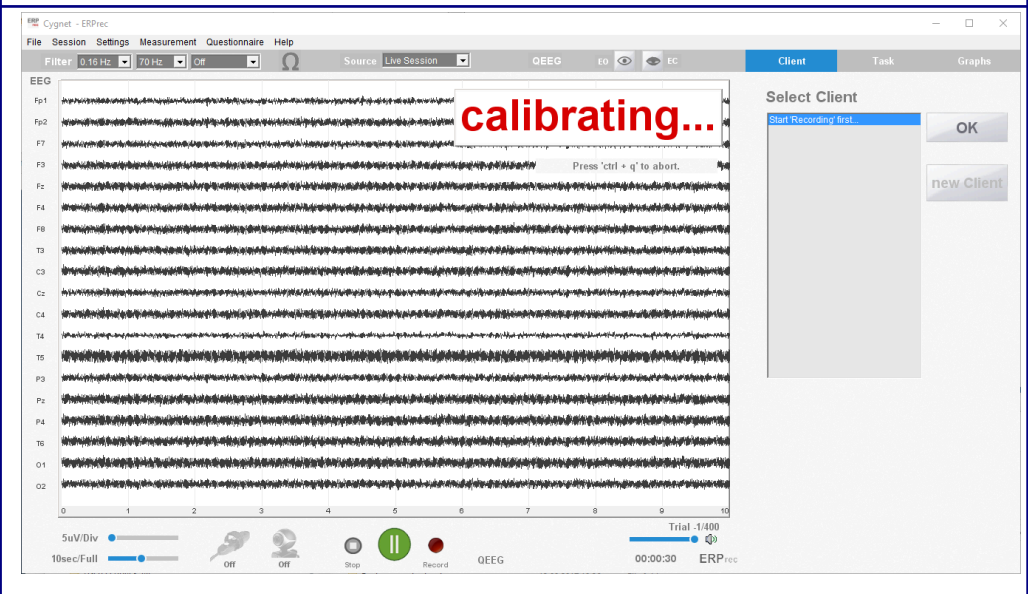 ERP rec Cygnet - ERPrec
File Session Settings Measurement Questionnaire Help
Filter 0.16 Hz 70 Hz Off Ω Source Live Session QEEG EO EC Client Task Graphs
EEG
Select Client
Fp1
calibrating...
Start 'Recording' first...
OK
Fp2
F7
F3
Press 'ctrl + q' to abort.
Fz
new Client
F4
F8
T3
C3
Cz
C4
T4
T5
P3
Pz
P4
T6
O1
O2
0 1 2 3 4 5 6 7 8 9 10
Trial -1/400
5uV/Div
10sec/Full
Off Off Stop Record QEEG 00:00:30 ERPrec